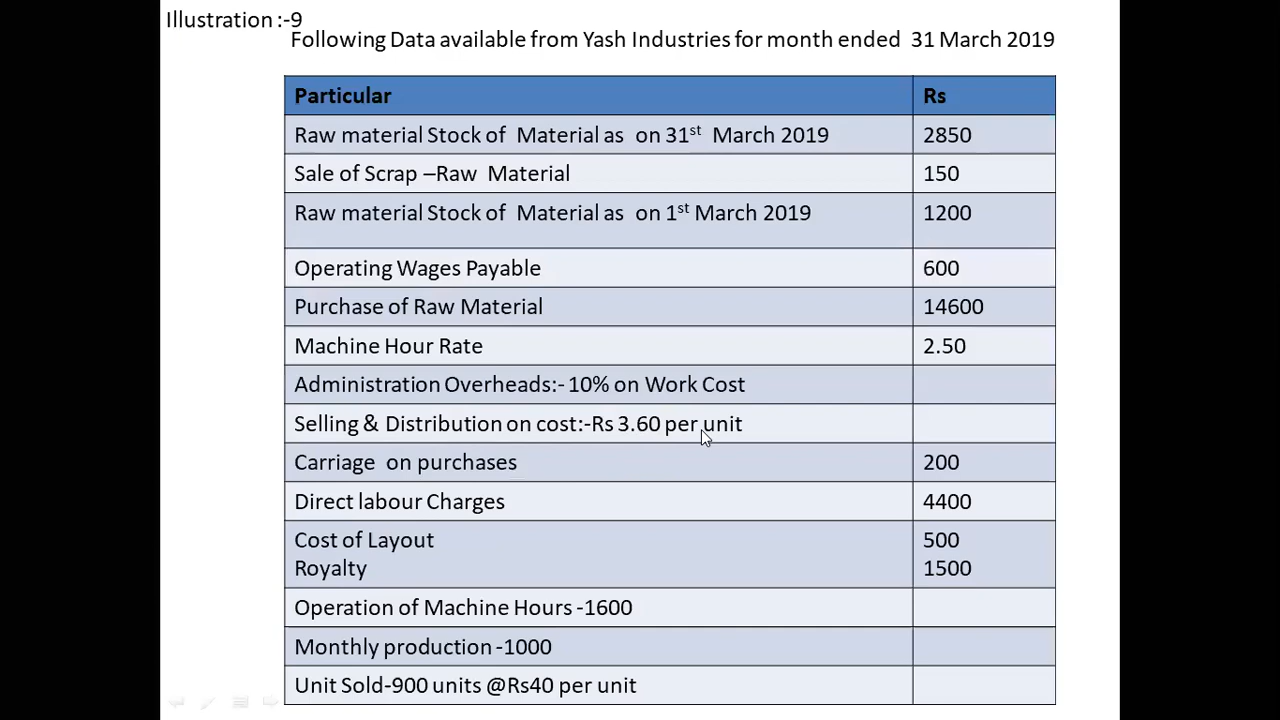 Illustration :-9
Following Data available from Yash Industries for month ended 31 March 2019
Particular Rs
Raw material Stock of Material as on 31st March 2019 2850
Sale of Scrap –Raw Material 150
Raw material Stock of Material as on 1st March 2019 1200
Operating Wages Payable 600
Purchase of Raw Material 14600
Machine Hour Rate 2.50
Administration Overheads:- 10% on Work Cost
Selling & Distribution on cost:-Rs 3.60 per unit
Carriage on purchases 200
Direct labour Charges 4400
Cost of Layout 500
Royalty 1500
Operation of Machine Hours -1600
Monthly production -1000
Unit Sold-900 units @Rs40 per unit